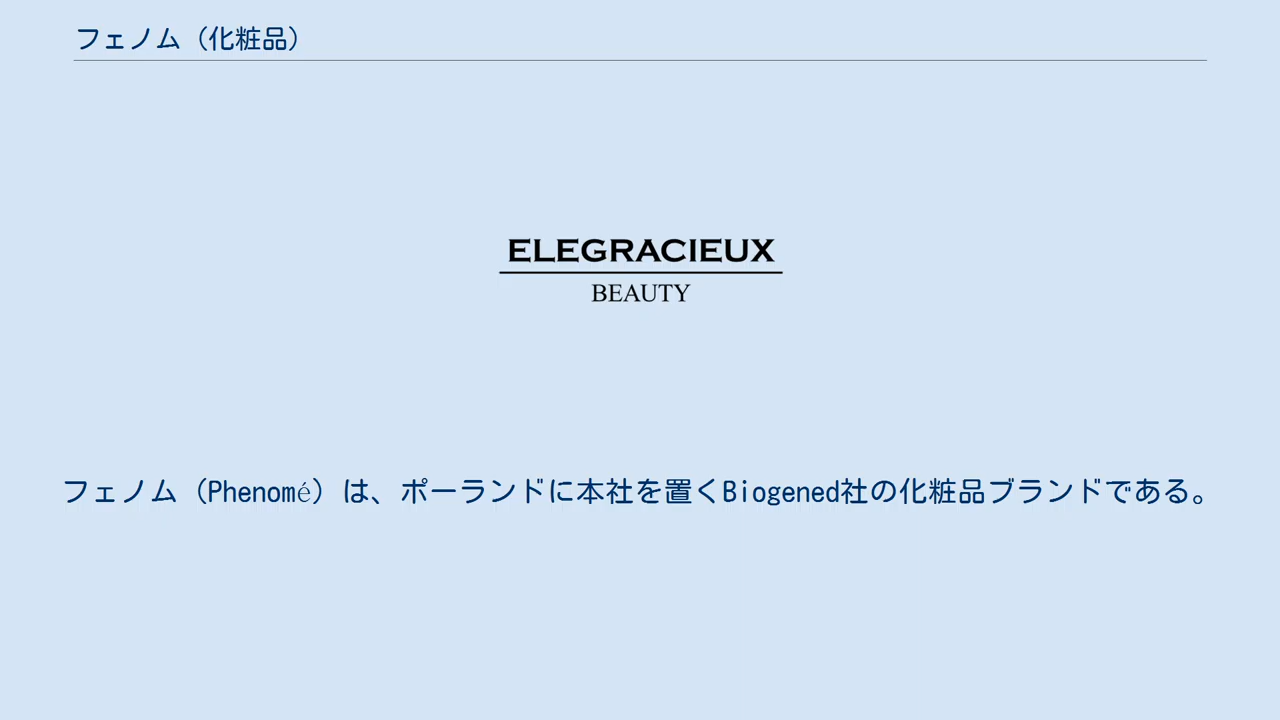 フェノム（化粧品）
ELEGRACIEUX
BEAUTY
フェノム（Phenomé）は、ポーランドに本社を置くBiogened社の化粧品ブランドである。